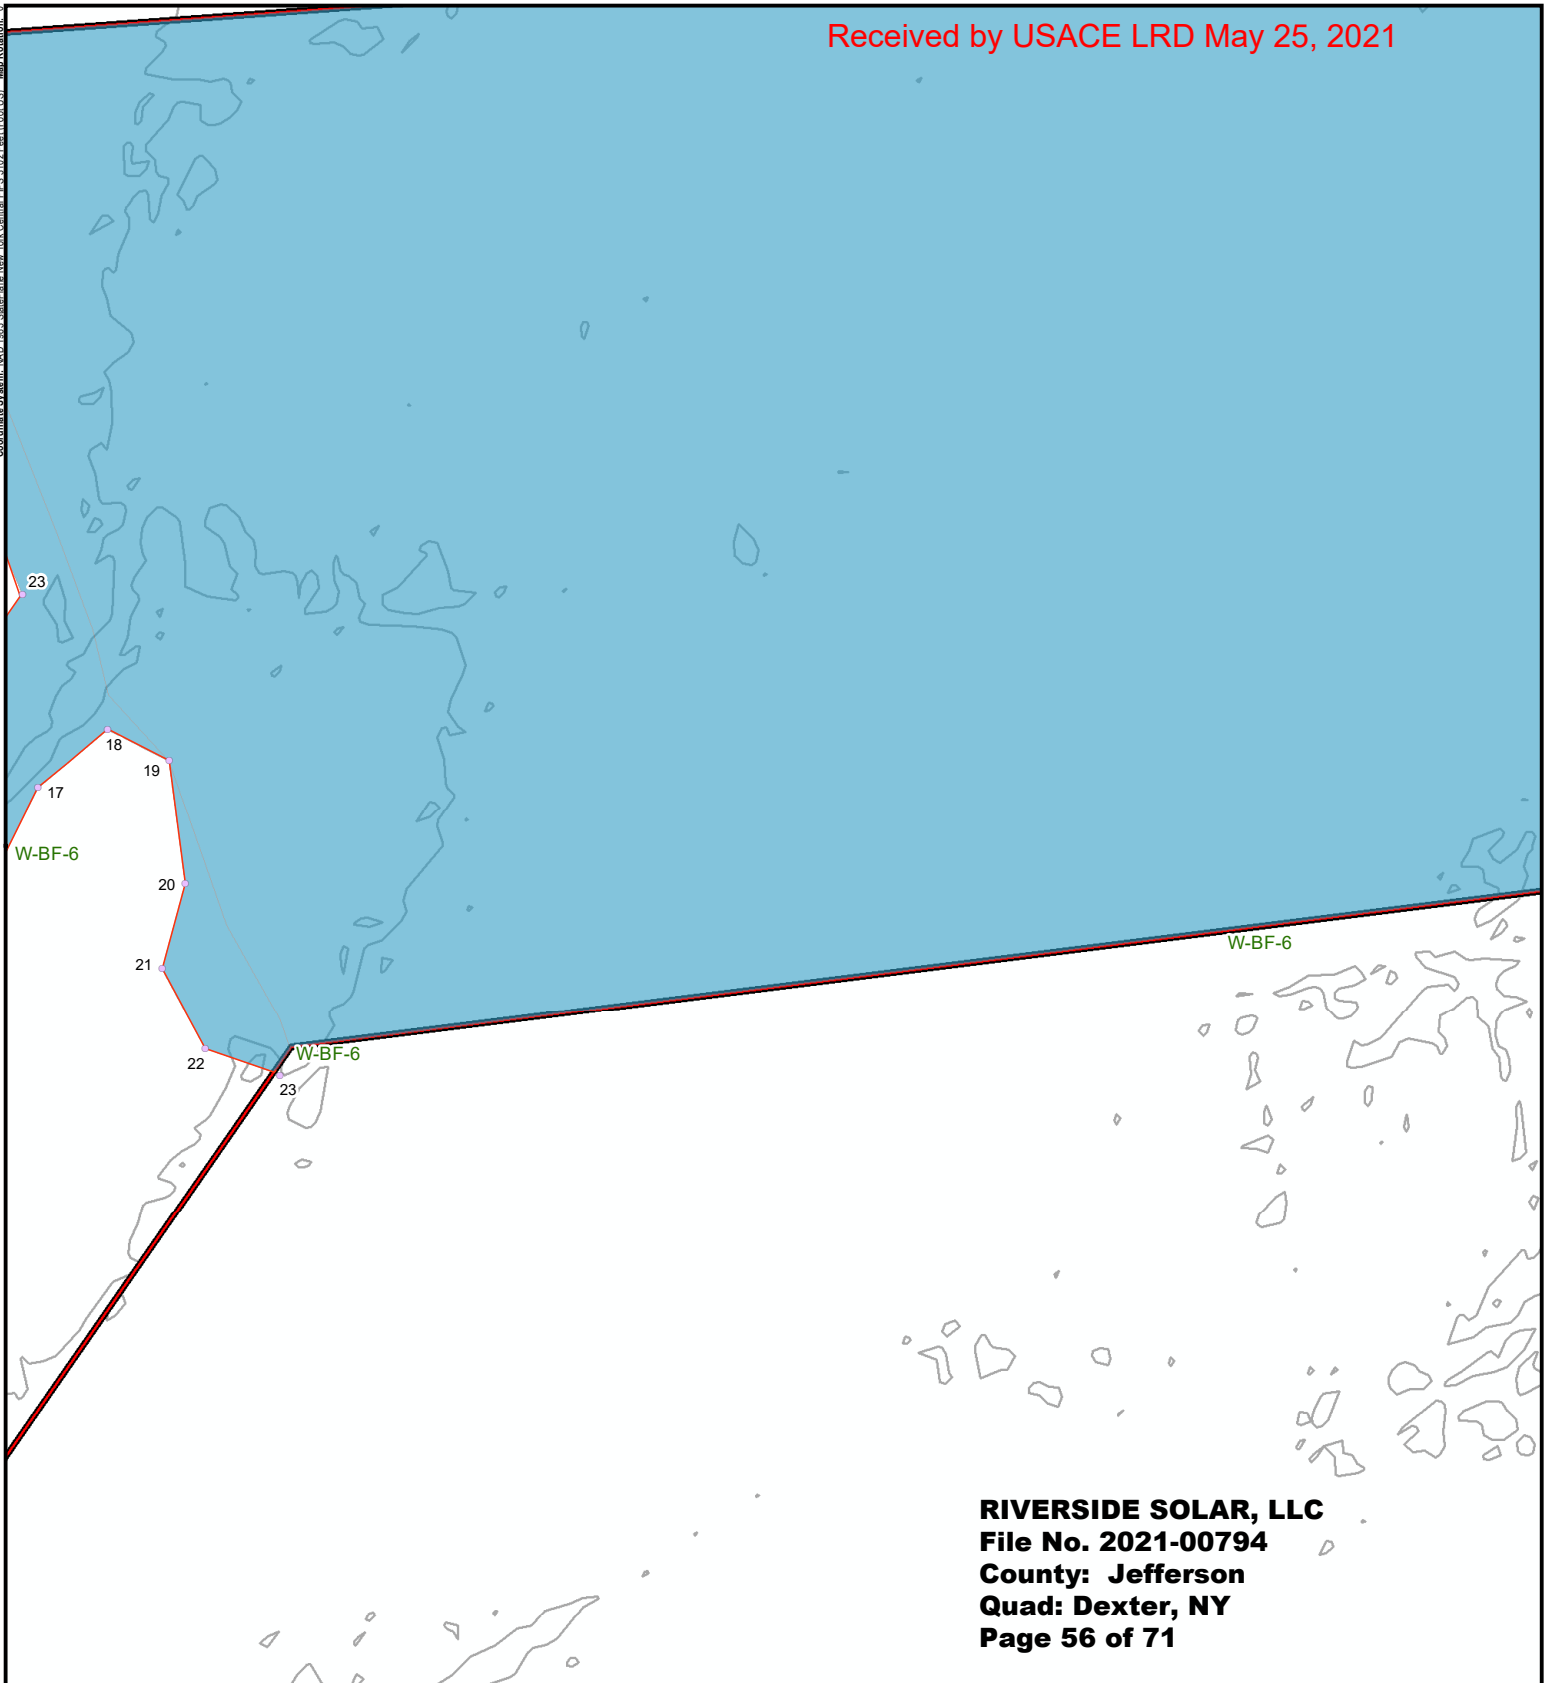 Received by USACE LRD May 25, 2021
23
18
19
17
W-BF-6
20
W-BF-6
21
W-BF-6
22
23
RIVERSIDE SOLAR, LLC
File No. 2021-00794
County: Jefferson
Quad: Dexter, NY
Page 56 of 71